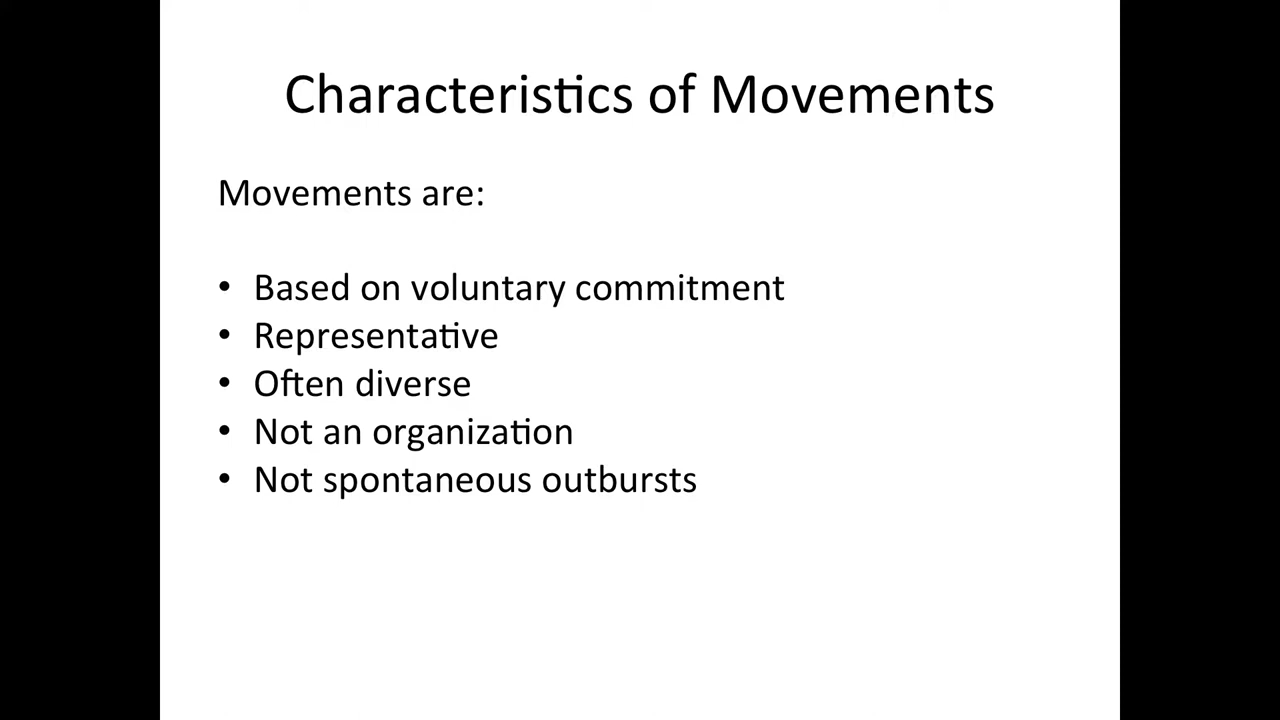 Characteristics of Movements
Movements are:
• Based on voluntary commitment
• Representative
• Often diverse
• Not an organization
• Not spontaneous outbursts